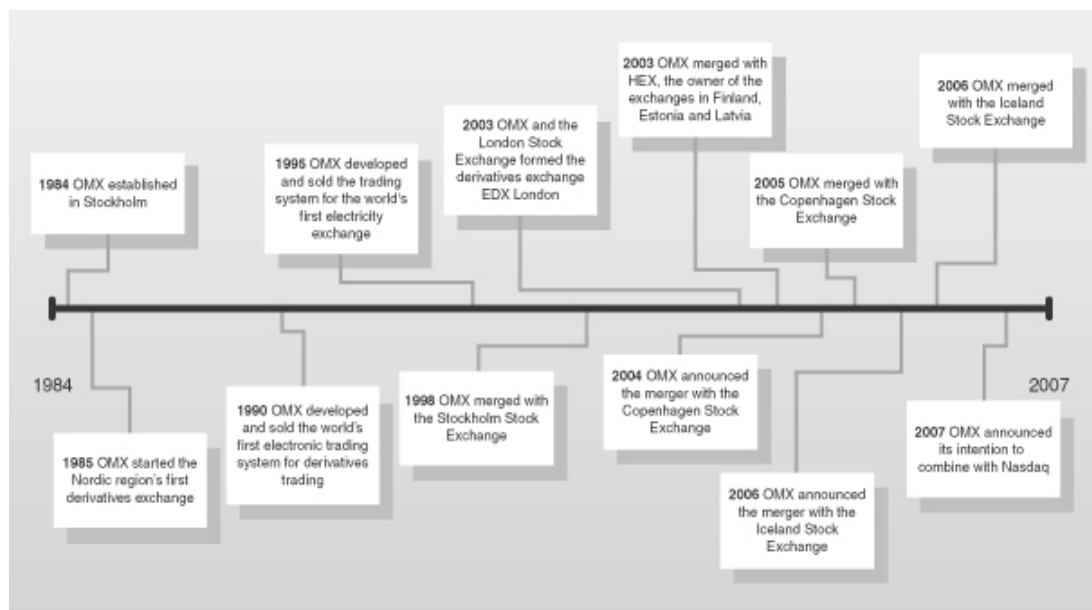 2003 OMX merged with
HEX, the owner of the
exchanges in Finland,
Estonia and Latvia
2006 OMX merged
with the Iceland
Stock Exchange
2003 OMX and the
London Stock
Exchange formed the
derivatives exchange
EDX London
1995 OMX developed
and sold the trading
system for the world's
first electricity
exchange
1984 OMX established
in Stockholm
2005 OMX merged with
the Copenhagen Stock
Exchange
1984
2007
1985 OMX started the
Nordic region's first
derivatives exchange
1990 OMX developed
and sold the world's
first electronic trading
system for derivatives
trading
1998 OMX merged with
the Stockholm Stock
Exchange
2004 OMX announced
the merger with the
Copenhagen Stock
Exchange
2006 OMX announced
the merger with the
Iceland Stock
Exchange
2007 OMX announced
its intention to
combine with Nasdaq